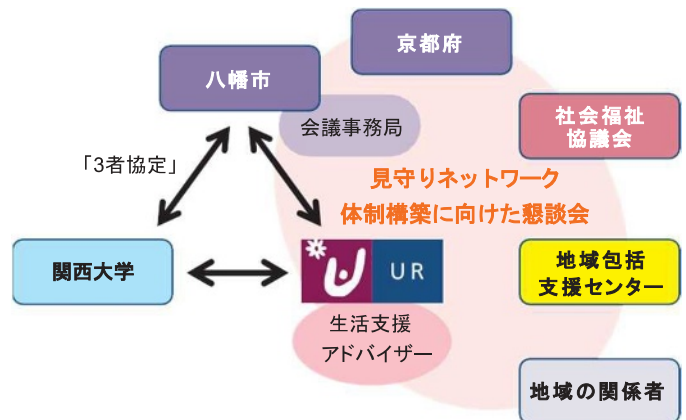 京都府
八幡市
会議事務局
社会福祉
協議会
「3者協定」
見守りネットワーク
体制構築に向けた懇談会
関西大学
UR
地域包括
支援センター
生活支援
アドバイザー
地域の関係者